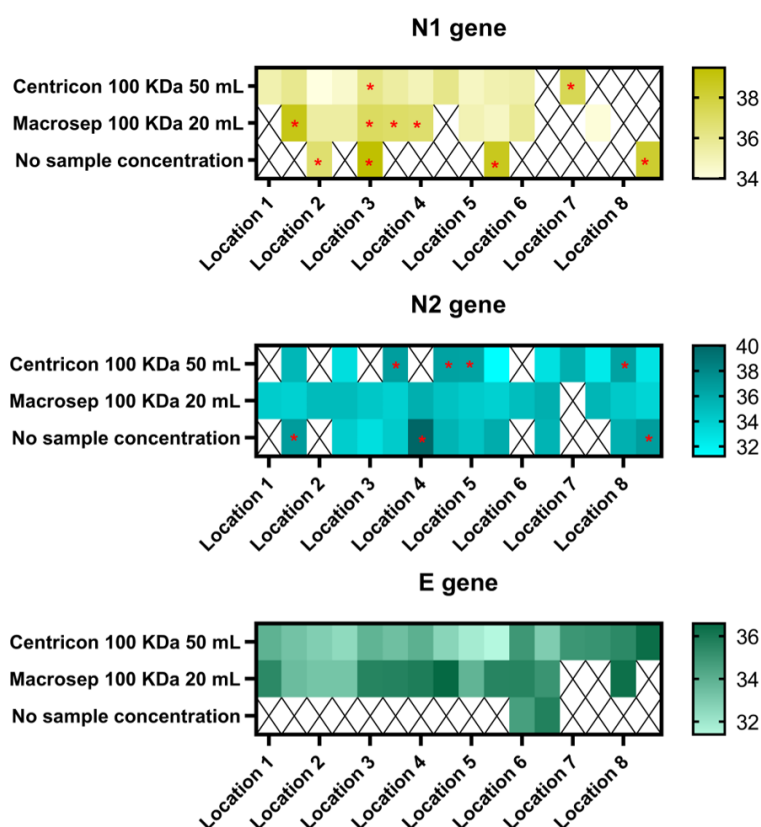 N1 gene
Centricon 100 KDa 50 mL
Macrosep 100 KDa 20 mL
No sample concentration
38
36
34
Location 1
Location 2
Location 3
Location 4
Location 5
Location 6
Location 7
Location 8
N2 gene
Centricon 100 KDa 50 mL
Macrosep 100 KDa 20 mL
No sample concentration
40
38
36
34
32
Location 1
Location 2
Location 3
Location 4
Location 5
Location 6
Location 7
Location 8
E gene
Centricon 100 KDa 50 mL
Macrosep 100 KDa 20 mL
No sample concentration
36
34
32
Location 1
Location 2
Location 3
Location 4
Location 5
Location 6
Location 7
Location 8